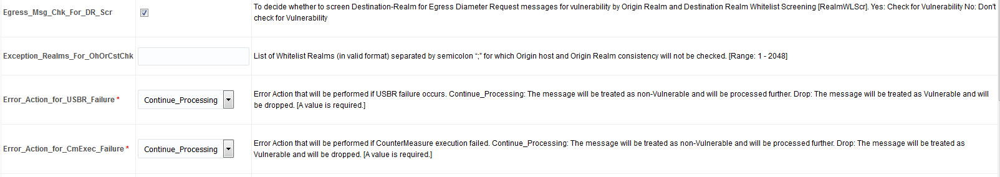 Egress_Msg_Chk_For_DR_Scr
To decide whether to screen Destination-Realm for Egress Diameter Request messages for vulnerability by Origin Realm and Destination Realm Whitelist Screening [RealmWLScr]. Yes: Check for Vulnerability No: Don't
check for Vulnerability
Exception_Realms_For_OhOrCstChk
List of Whitelist Realms (in valid format) separated by semicolon “;” for which Origin host and Origin Realm consistency will not be checked. [Range: 1 - 2048]
Error_Action_for_USBR_Failure *
Continue_Processing
Error Action that will be performed if USBR failure occurs. Continue_Processing: The message will be treated as non-Vulnerable and will be processed further. Drop: The message will be treated as Vulnerable and will
be dropped. [A value is required.]
Error_Action_for_CmExec_Failure *
Continue_Processing
Error Action that will be performed if CounterMeasure execution failed. Continue_Processing: The message will be treated as non-Vulnerable and will be processed further. Drop: The message will be treated as
Vulnerable and will be dropped. [A value is required.]